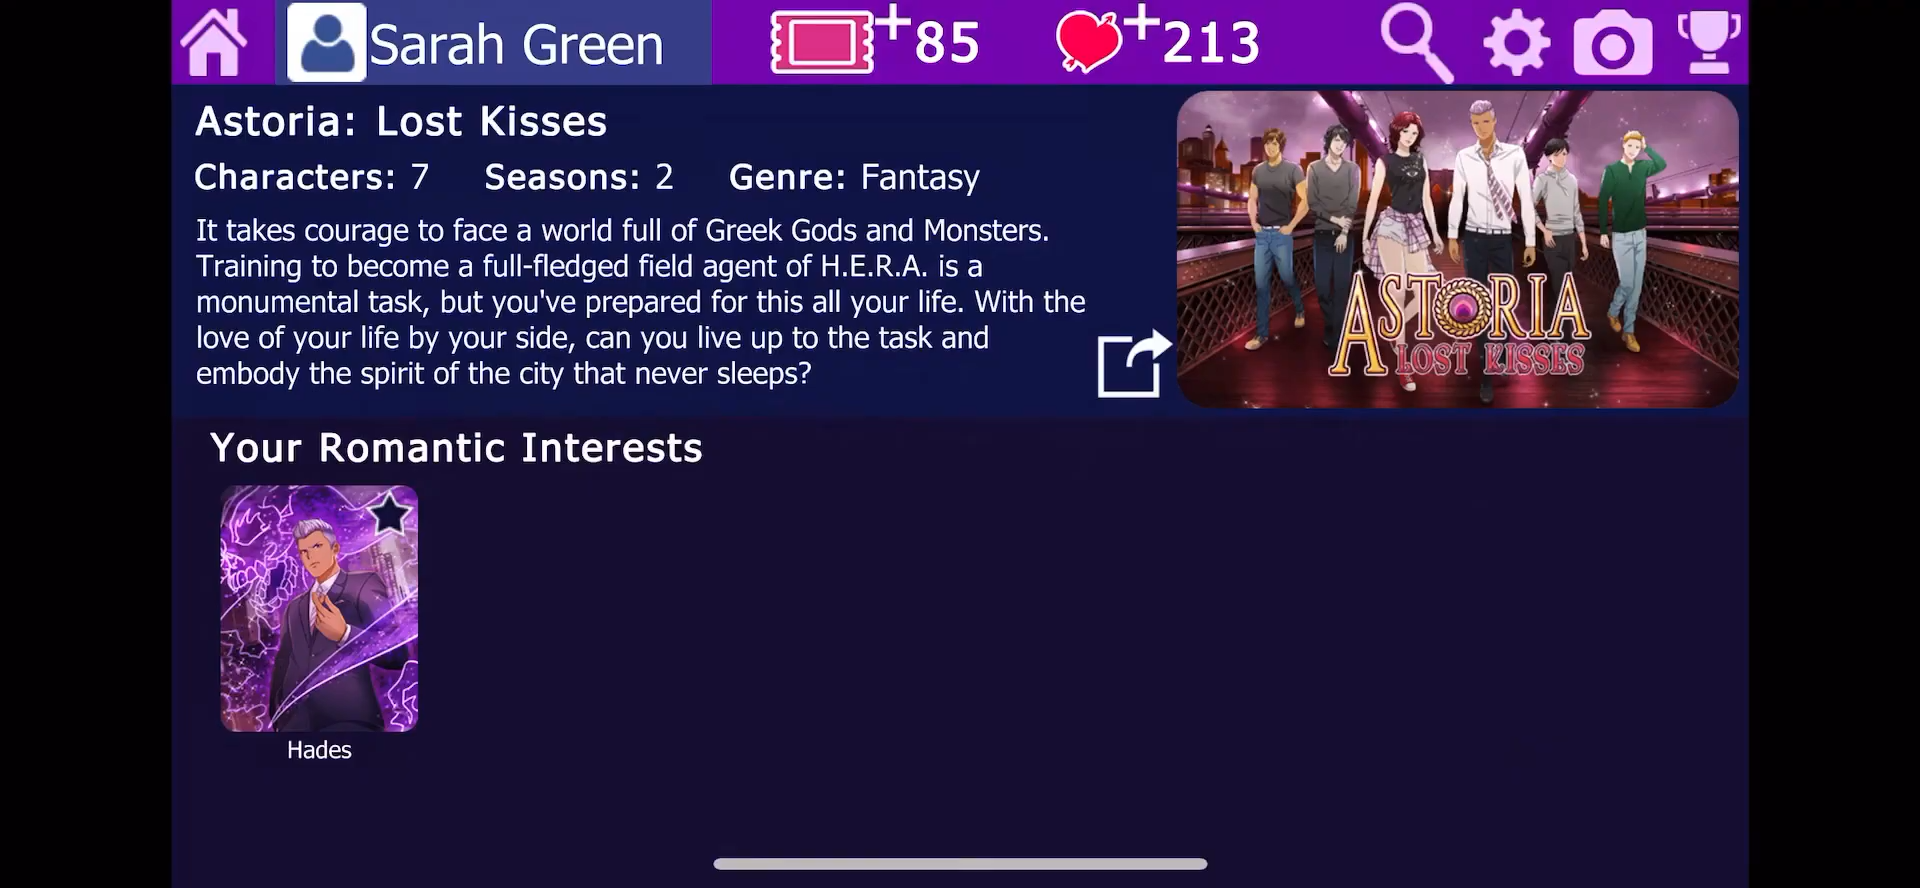 Sarah Green
+85
+213
Astoria: Lost Kisses
Characters: 7 Seasons: 2 Genre: Fantasy
It takes courage to face a world full of Greek Gods and Monsters.
Training to become a full-fledged field agent of H.E.R.A. is a
monumental task, but you've prepared for this all your life. With the
love of your life by your side, can you live up to the task and
embody the spirit of the city that never sleeps?
ASTORIA
LOST KISSES
Your Romantic Interests
Hades